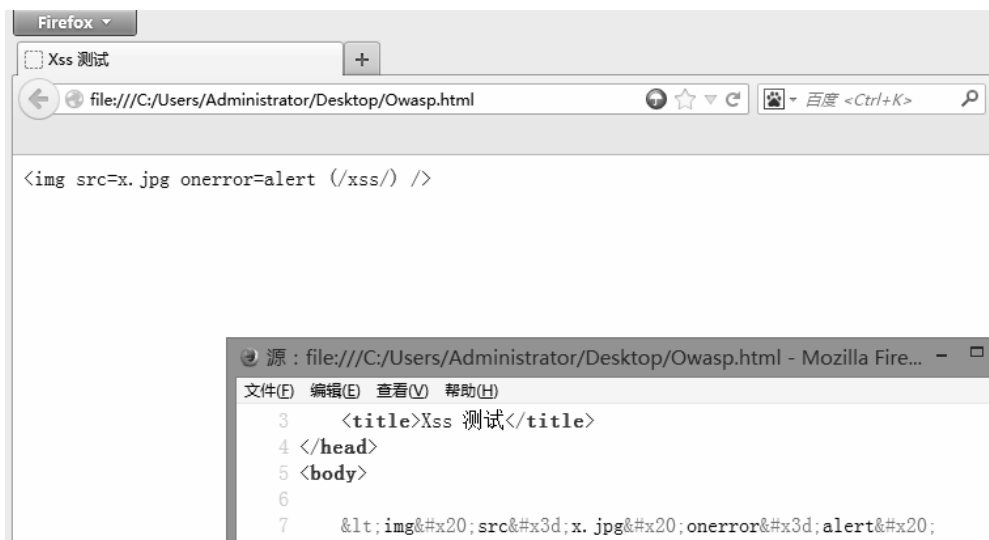 Firefox
Xss 测试
+
file:///C:/Users/Administrator/Desktop/Owasp.html
百度 <Ctrl+K>
<img src=x.jpg onerror=alert (/xss/) />
源 : file:///C:/Users/Administrator/Desktop/Owasp.html - Mozilla Fire...
文件(F) 编辑(E) 查看(V) 帮助(H)
3 <title>Xss 测试</title>
4 </head>
5 <body>
6
7 &lt;img&#x20;src&#x3d;x.jpg&#x20;onerror&#x3d;alert&#x20;